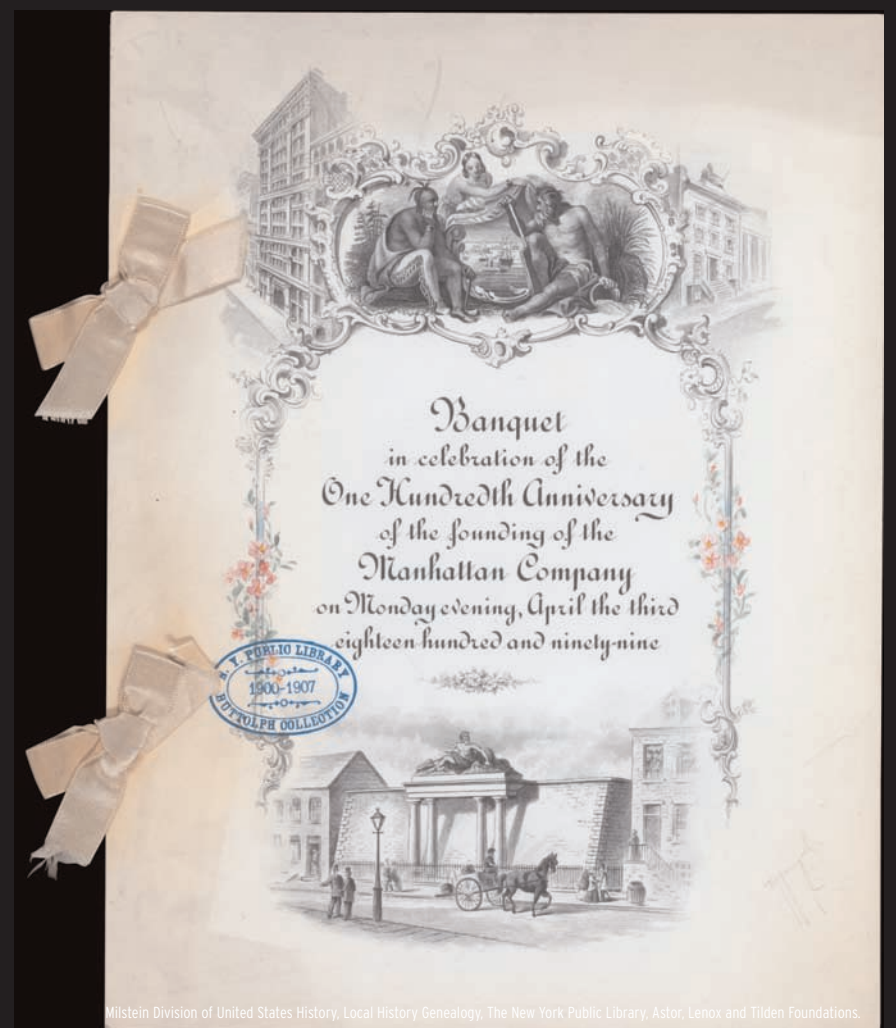 Banquet
in celebration of the
One Hundredth Anniversary
of the founding of the
Manhattan Company
on Monday evening, April the third
eighteen hundred and ninety-nine
N. Y. PUBLIC LIBRARY
1900-1907
BUTTOLPH COLLECTION
Milstein Division of United States History, Local History Genealogy, The New York Public Library, Astor, Lenox and Tilden Foundations.